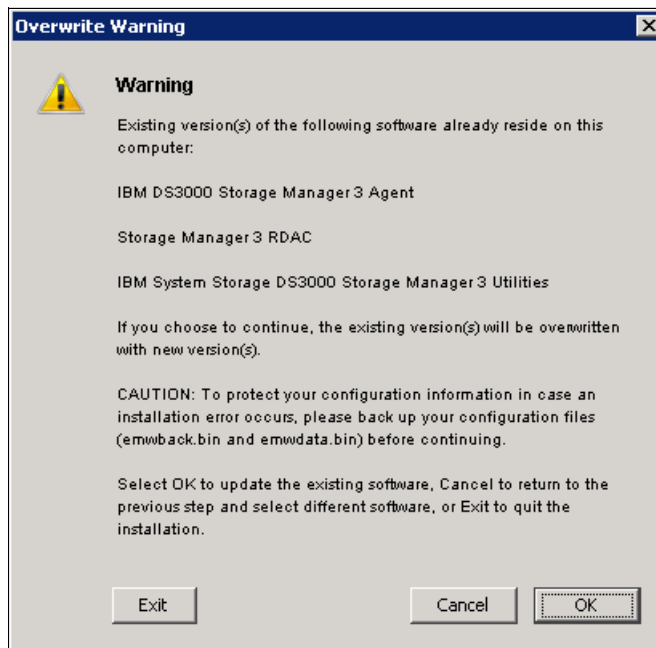 Overwrite Warning
Warning
Existing version(s) of the following software already reside on this
computer:
IBM DS3000 Storage Manager 3 Agent
Storage Manager 3 RDAC
IBM System Storage DS3000 Storage Manager 3 Utilities
If you choose to continue, the existing version(s) will be overwritten
with new version(s).
CAUTION: To protect your configuration information in case an
installation error occurs, please back up your configuration files
(emwback.bin and emwdata.bin) before continuing.
Select OK to update the existing software, Cancel to return to the
previous step and select different software, or Exit to quit the
installation.
Exit
Cancel
OK